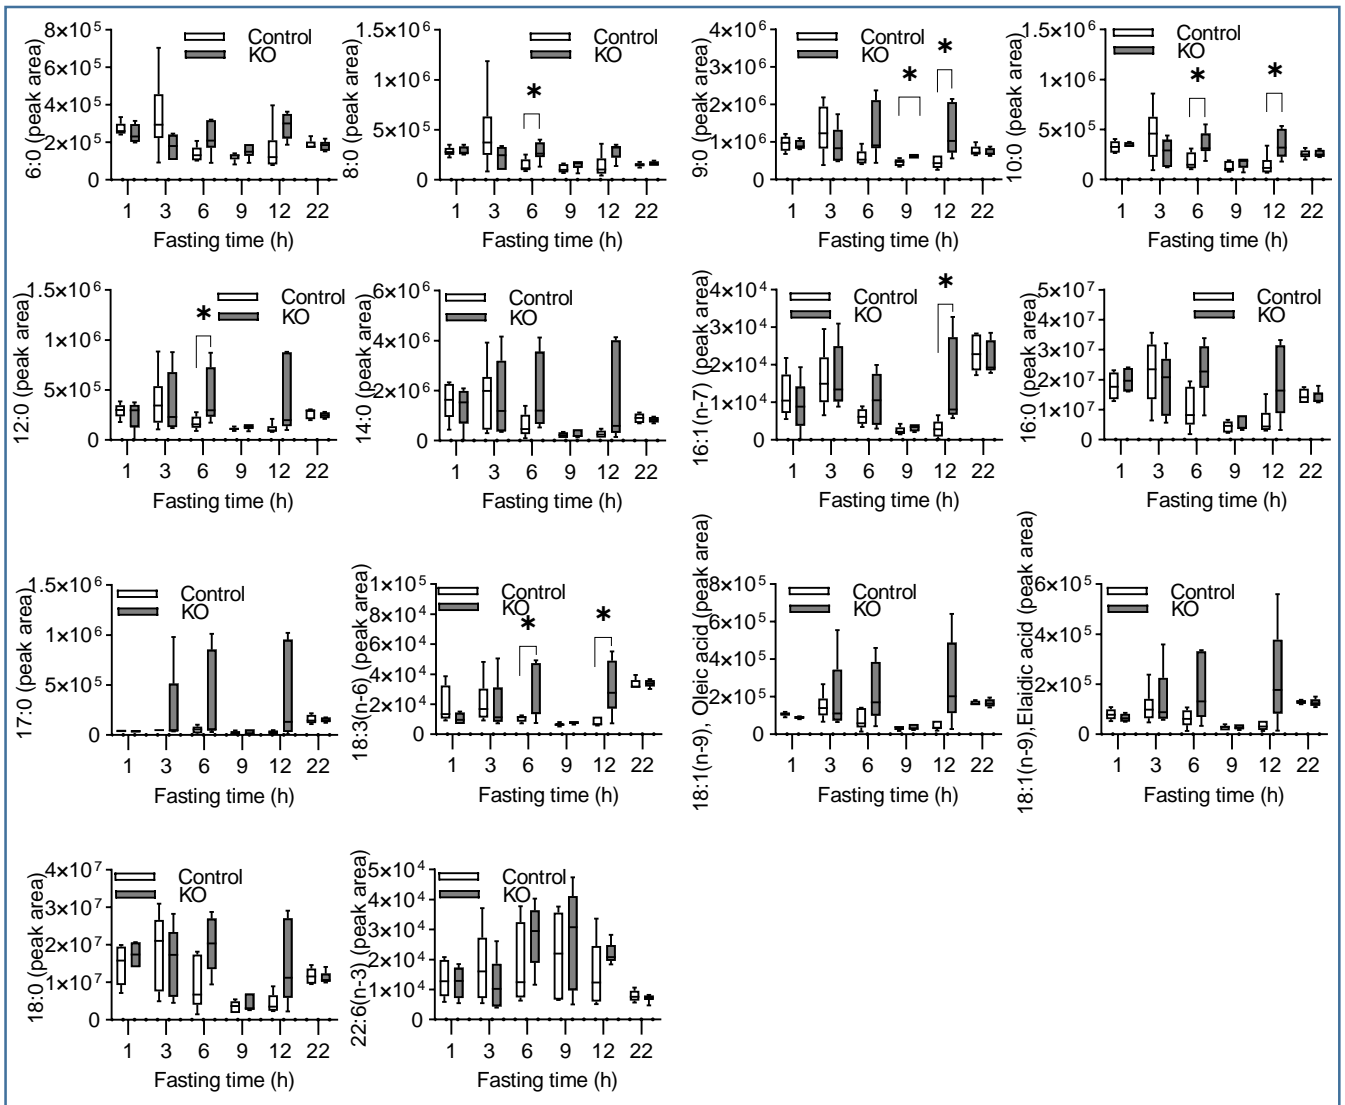 6:0 (peak area)
8×10⁵
6×10⁵
4×10⁵
2×10⁵
0
Control
KO
1 3 6 9 12 22
Fasting time (h)
8:0 (peak area)
1.5×10⁶
1×10⁶
5×10⁵
0
Control
KO
*
1 3 6 9 12 22
Fasting time (h)
9:0 (peak area)
4×10⁶
3×10⁶
2×10⁶
1×10⁶
0
Control
KO
* *
1 3 6 9 12 22
Fasting time (h)
10:0 (peak area)
1.5×10⁶
1×10⁶
5×10⁵
0
Control
KO
* *
1 3 6 9 12 22
Fasting time (h)
12:0 (peak area)
1.5×10⁶
1×10⁶
5×10⁵
0
Control
KO
*
1 3 6 9 12 22
Fasting time (h)
14:0 (peak area)
6×10⁶
4×10⁶
2×10⁶
0
Control
KO
1 3 6 9 12 22
Fasting time (h)
16:1(n-7) (peak area)
4×10⁴
3×10⁴
2×10⁴
1×10⁴
0
Control
KO
*
1 3 6 9 12 22
Fasting time (h)
16:0 (peak area)
5×10⁷
4×10⁷
3×10⁷
2×10⁷
1×10⁷
0
Control
KO
1 3 6 9 12 22
Fasting time (h)
17:0 (peak area)
1.5×10⁶
1×10⁶
5×10⁵
0
Control
KO
1 3 6 9 12 22
Fasting time (h)
18:3(n-6) (peak area)
1×10⁵
8×10⁴
6×10⁴
4×10⁴
2×10⁴
0
Control
KO
* *
1 3 6 9 12 22
Fasting time (h)
18:1(n-9), Oleic acid (peak area)
8×10⁵
6×10⁵
4×10⁵
2×10⁵
0
Control
KO
1 3 6 9 12 22
Fasting time (h)
18:1(n-9),Elaidic acid (peak area)
6×10⁵
4×10⁵
2×10⁵
0
Control
KO
1 3 6 9 12 22
Fasting time (h)
18:0 (peak area)
4×10⁷
3×10⁷
2×10⁷
1×10⁷
0
Control
KO
1 3 6 9 12 22
Fasting time (h)
22:6(n-3) (peak area)
5×10⁴
4×10⁴
3×10⁴
2×10⁴
1×10⁴
0
Control
KO
1 3 6 9 12 22
Fasting time (h)